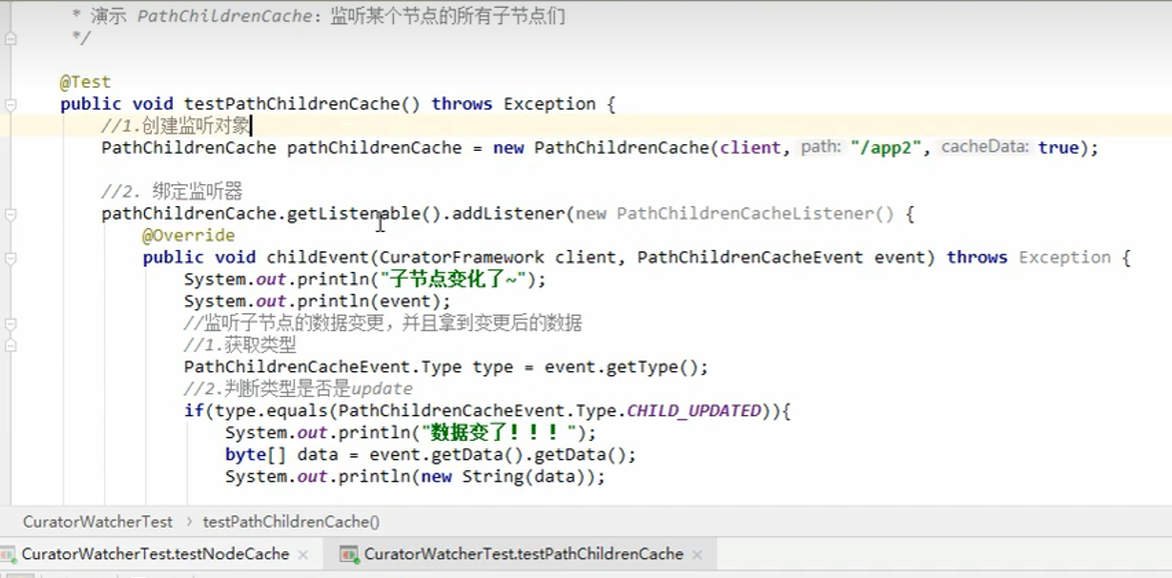 * 演示 PathChildrenCache：监听某个节点的所有子节点们
*/
@Test
public void testPathChildrenCache() throws Exception {
//1.创建监听对象
PathChildrenCache pathChildrenCache = new PathChildrenCache(client, path: "/app2", cacheData: true);
//2. 绑定监听器
pathChildrenCache.getListenable().addListener(new PathChildrenCacheListener() {
@Override
public void childEvent(CuratorFramework client, PathChildrenCacheEvent event) throws Exception {
System.out.println("子节点变化了~");
System.out.println(event);
//监听子节点的数据变更，并且拿到变更后的数据
//1.获取类型
PathChildrenCacheEvent.Type type = event.getType();
//2.判断类型是否是update
if(type.equals(PathChildrenCacheEvent.Type.CHILD_UPDATED)){
System.out.println("数据变了！！！");
byte[] data = event.getData().getData();
System.out.println(new String(data));
CuratorWatcherTest › testPathChildrenCache()
CuratorWatcherTest.testNodeCache × CuratorWatcherTest.testPathChildrenCache ×